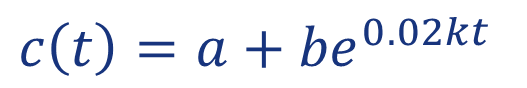 c(t) = a + be^{0.02kt}